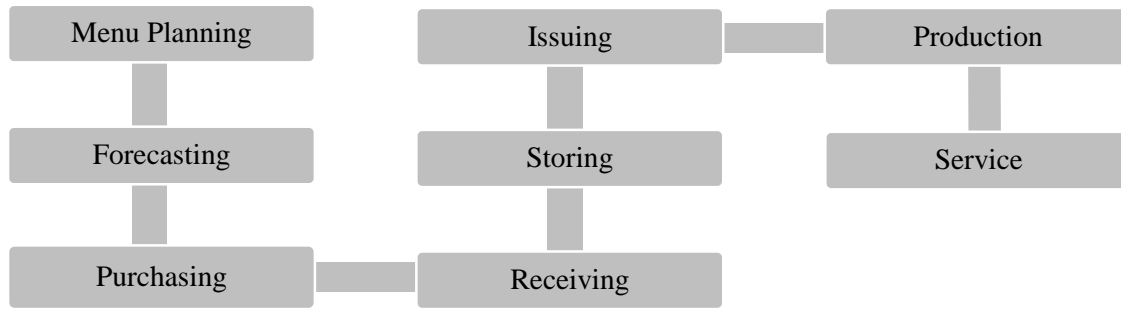 Menu Planning
Forecasting
Purchasing
Receiving
Storing
Issuing
Production
Service